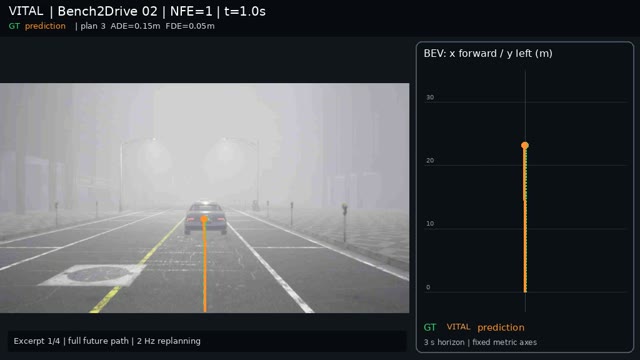 VITAL | Bench2Drive 02 | NFE=1 | t=1.0s
GT prediction | plan 3 ADE=0.15m FDE=0.05m
BEV: x forward / y left (m)
30
20
10
0
GT VITAL prediction
3 s horizon | fixed metric axes
Excerpt 1/4 | full future path | 2 Hz replanning